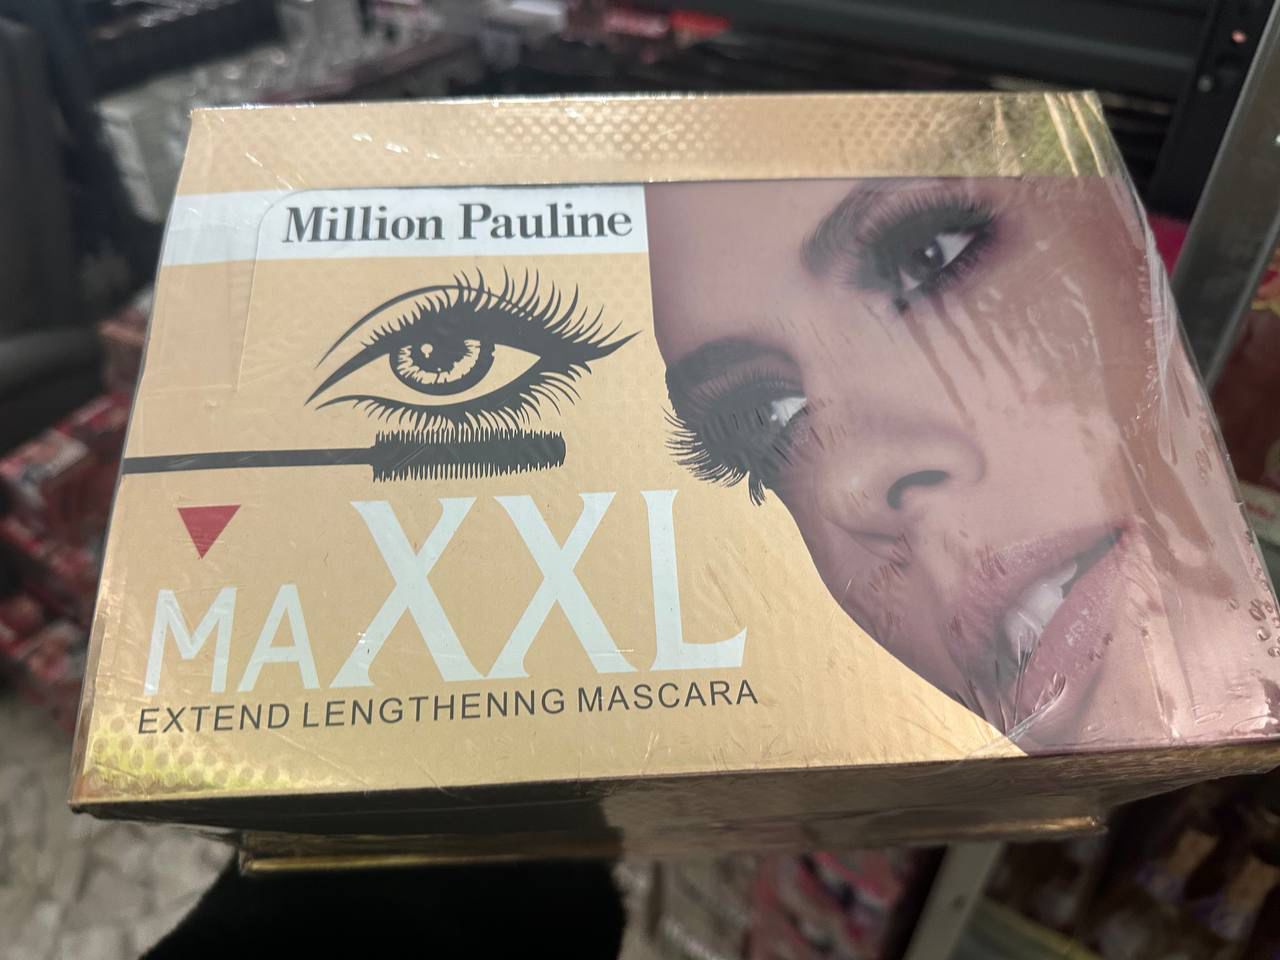 Million Pauline
MAXXL
EXTEND LENGTHENNG MASCARA